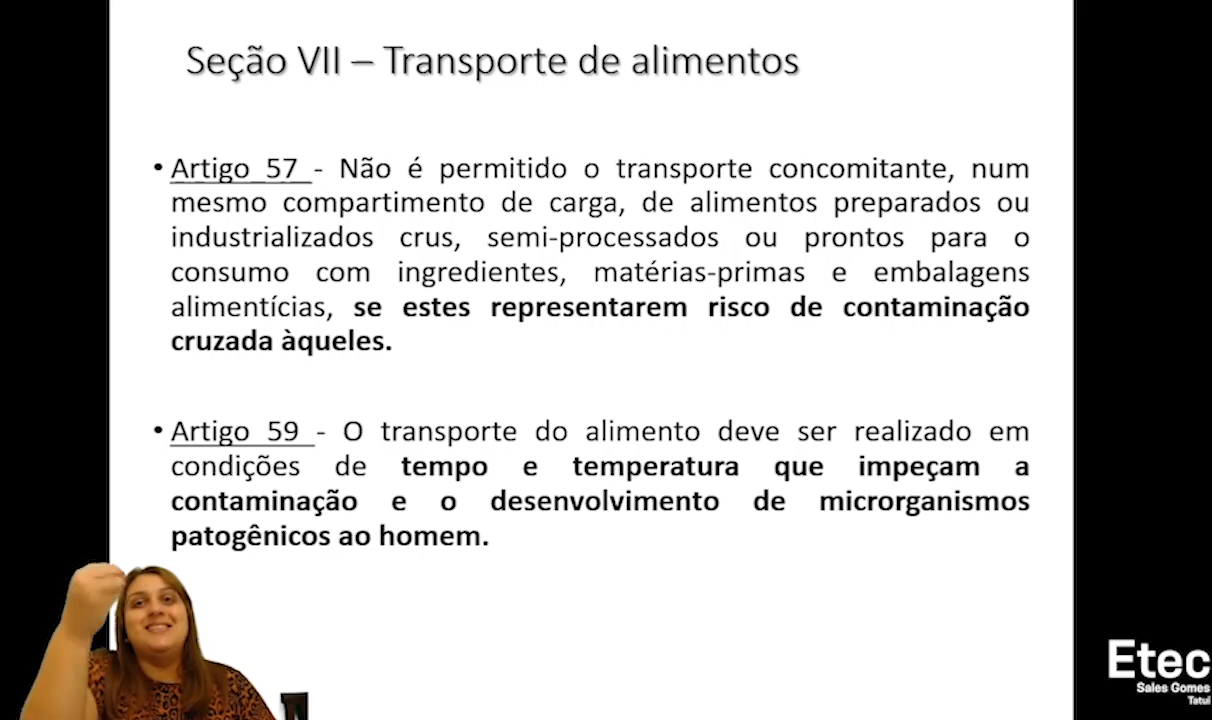 Seção VII – Transporte de alimentos
• Artigo 57 - Não é permitido o transporte concomitante, num
mesmo compartimento de carga, de alimentos preparados ou
industrializados crus, semi-processados ou prontos para o
consumo com ingredientes, matérias-primas e embalagens
alimentícias, se estes representarem risco de contaminação
cruzada àqueles.
• Artigo 59 - O transporte do alimento deve ser realizado em
condições de tempo e temperatura que impeçam a
contaminação e o desenvolvimento de microrganismos
patogênicos ao homem.
Etec
Sales Gomes
Tatuí